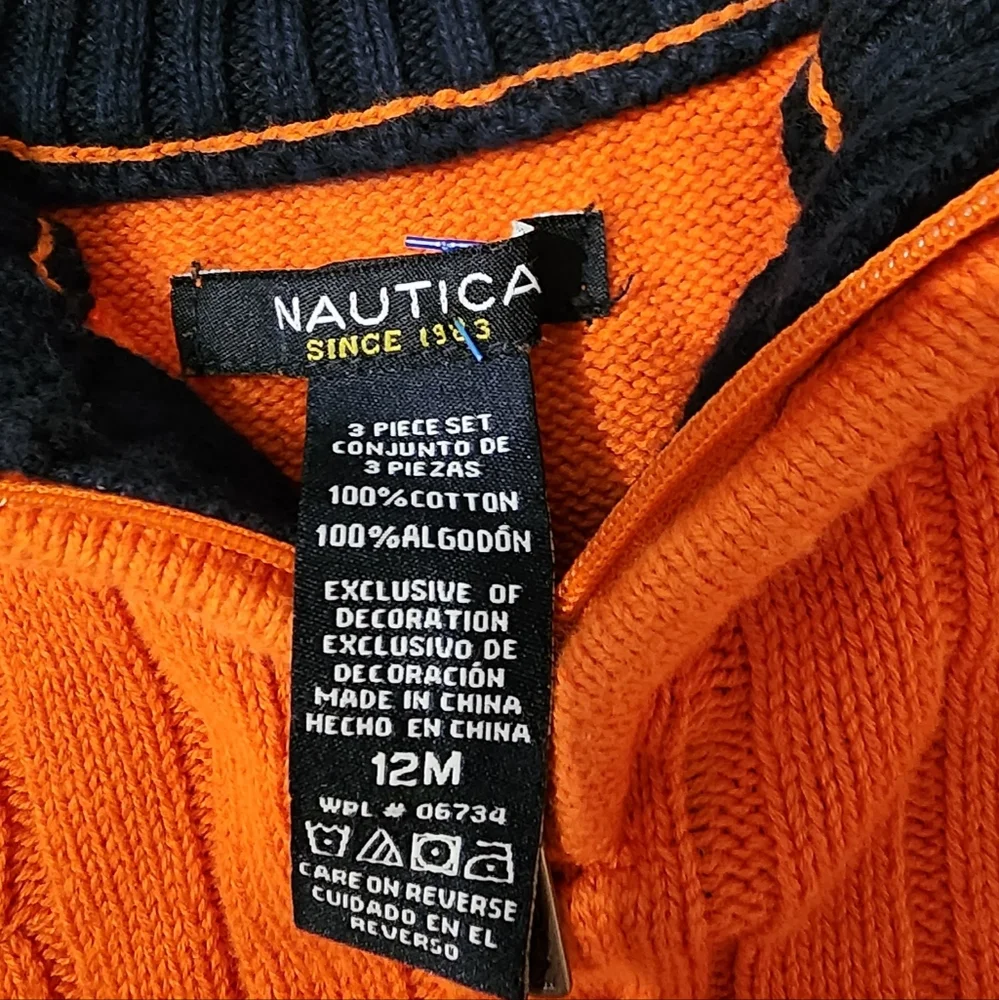 NAUTICA
SINCE 1983
3 PIECE SET
CONJUNTO DE
3 PIEZAS
100%COTTON
100%ALGODÓN
EXCLUSIVE OF
DECORATION
EXCLUSIVO DE
DECORACIÓN
MADE IN CHINA
HECHO EN CHINA
12M
WPL # 06734
CARE ON REVERSE
CUIDADO EN EL
REVERSO